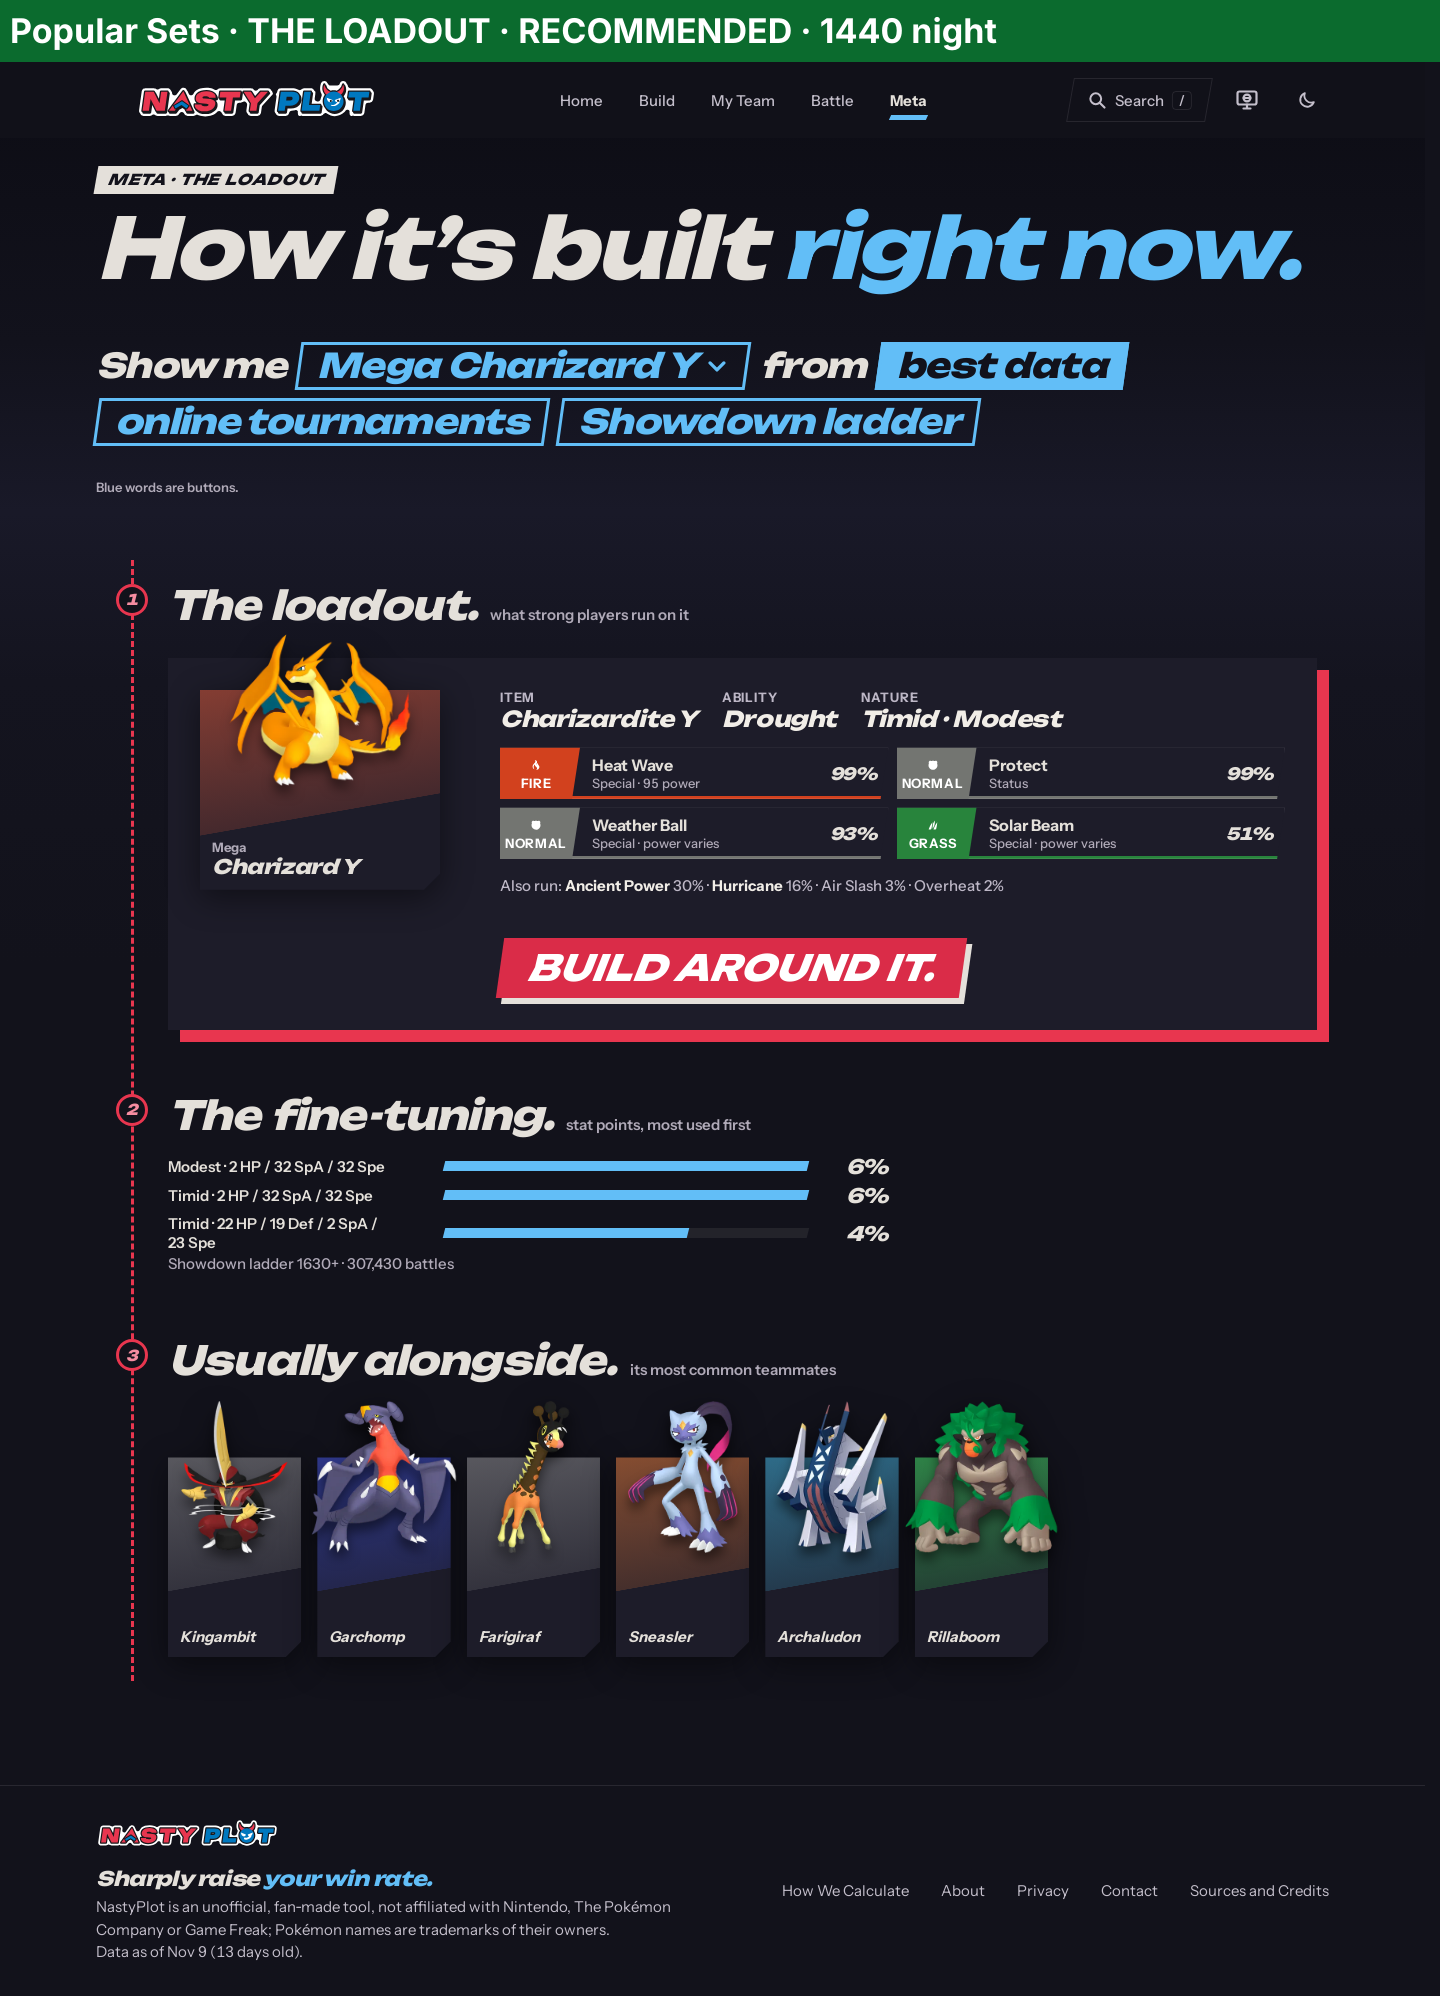 Popular Sets · THE LOADOUT · RECOMMENDED · 1440 night
NASTY PLOT
Home
Build
My Team
Battle
Meta
Search /
META · THE LOADOUT
How it’s built right now.
Show me Mega Charizard Y from best data
online tournaments Showdown ladder
Blue words are buttons.
1
The loadout. what strong players run on it
Mega
Charizard Y
ITEM
Charizardite Y
ABILITY
Drought
NATURE
Timid · Modest
FIRE
Heat Wave
Special · 95 power
99%
NORMAL
Protect
Status
99%
NORMAL
Weather Ball
Special · power varies
93%
GRASS
Solar Beam
Special · power varies
51%
Also run: Ancient Power 30% · Hurricane 16% · Air Slash 3% · Overheat 2%
BUILD AROUND IT.
2
The fine-tuning. stat points, most used first
Modest · 2 HP / 32 SpA / 32 Spe 6%
Timid · 2 HP / 32 SpA / 32 Spe 6%
Timid · 22 HP / 19 Def / 2 SpA /
23 Spe
4%
Showdown ladder 1630+ · 307,430 battles
3
Usually alongside. its most common teammates
Kingambit
Garchomp
Farigiraf
Sneasler
Archaludon
Rillaboom
NASTY PLOT
Sharply raise your win rate.
NastyPlot is an unofficial, fan-made tool, not affiliated with Nintendo, The Pokémon
Company or Game Freak; Pokémon names are trademarks of their owners.
Data as of Nov 9 (13 days old).
How We Calculate
About
Privacy
Contact
Sources and Credits